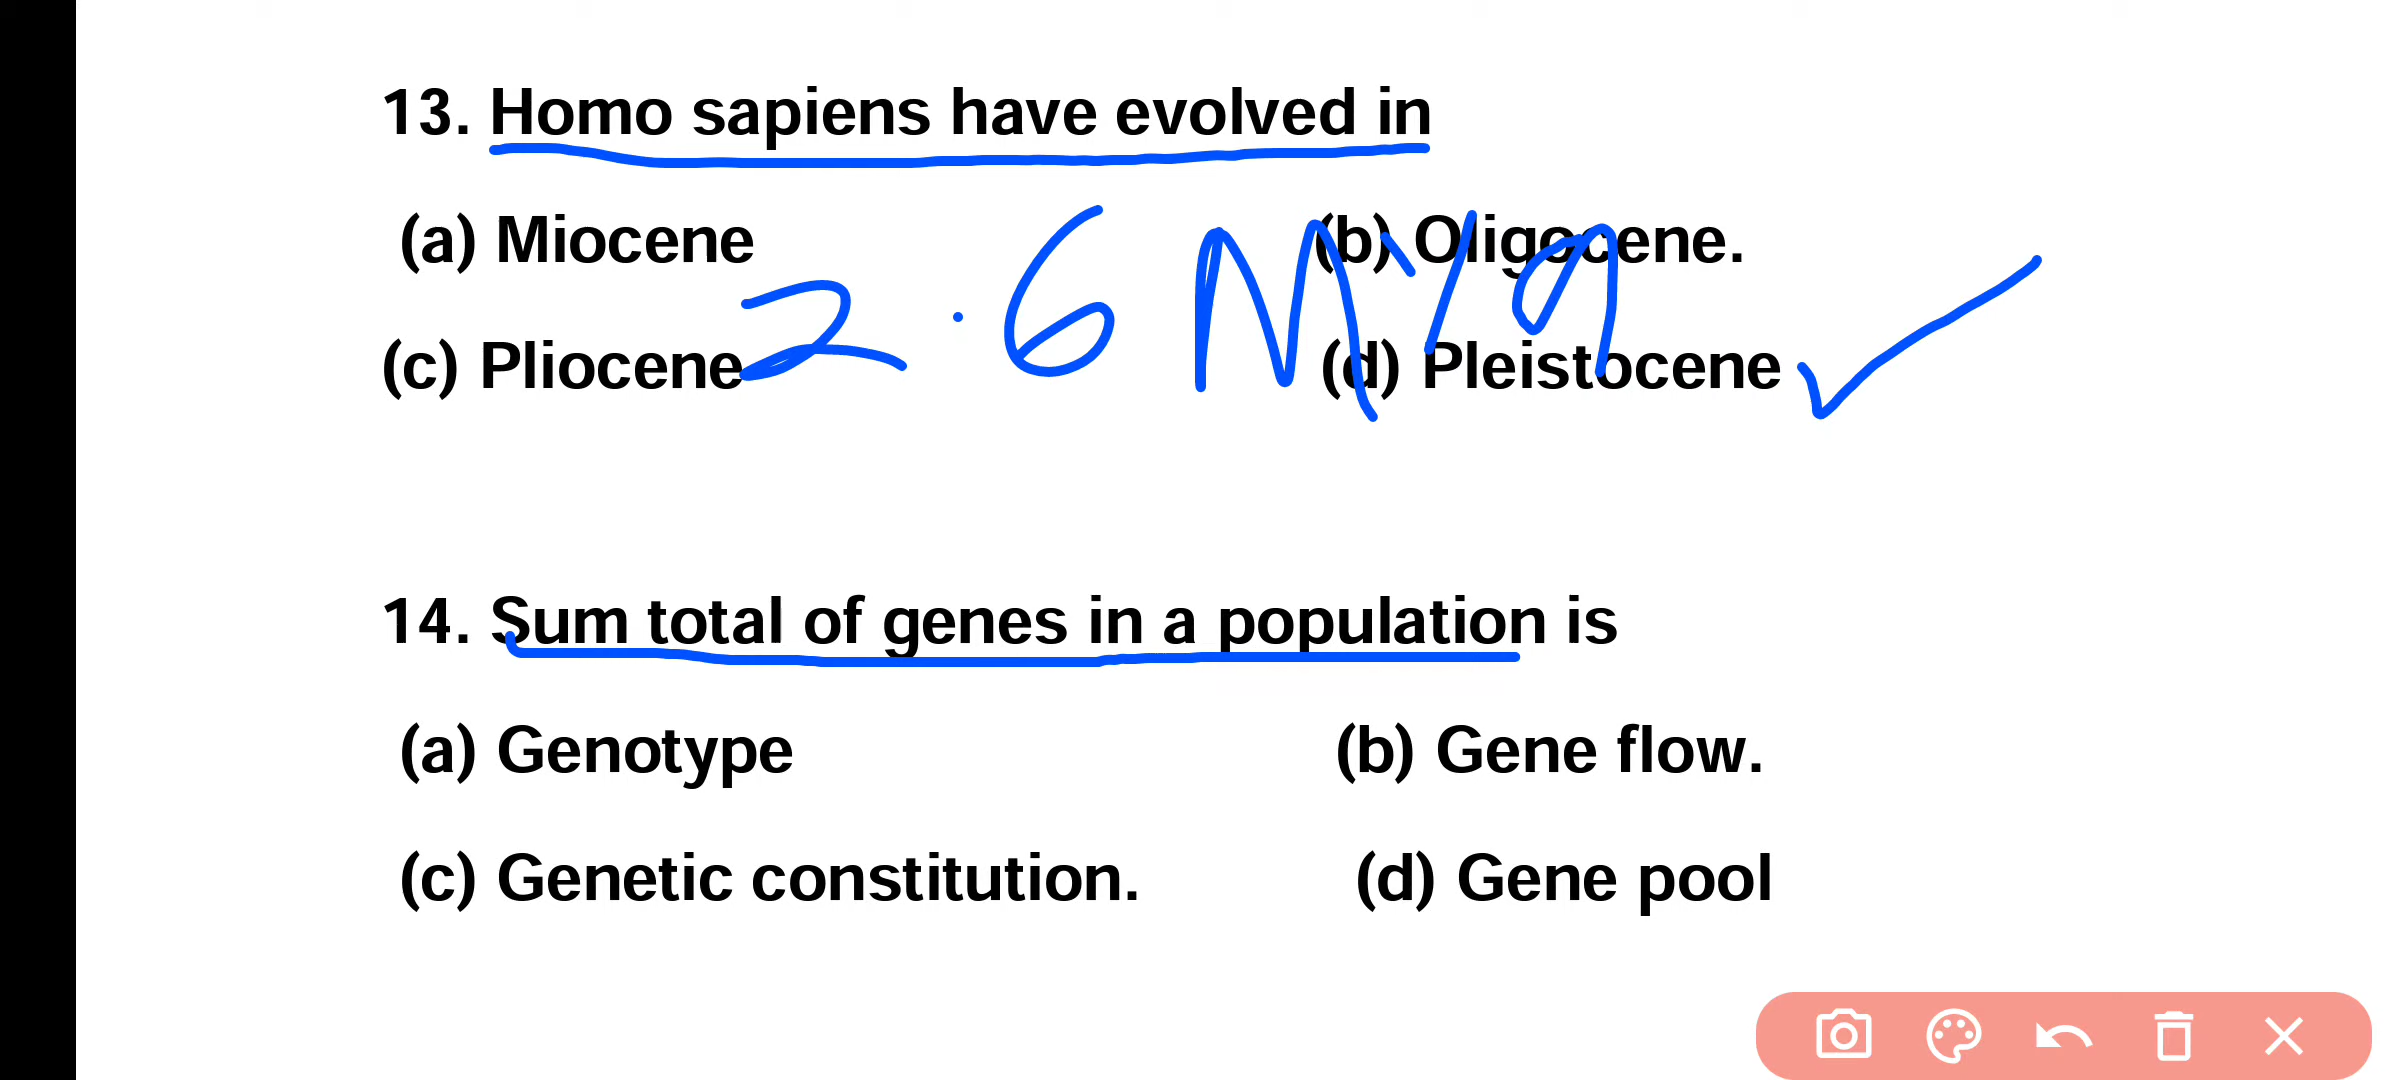 13. Homo sapiens have evolved in
(a) Miocene (b) Oligocene.
2.6 M
(c) Pliocene (d) Pleistocene
14. Sum total of genes in a population is
(a) Genotype (b) Gene flow.
(c) Genetic constitution. (d) Gene pool